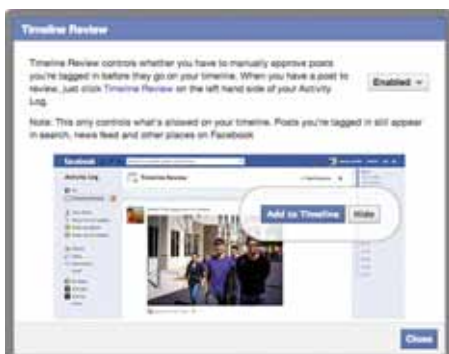 Timeline Review
Timeline Review controls whether you have to manually approve posts
you're tagged in before they go on your timeline. When you have a post to
review, just click Timeline Review on the left hand side of your Activity
Log.
Enabled
Note: This only controls what's allowed on your timeline. Posts you're tagged in still appear
in search, news feed and other places on Facebook
facebook
Activity Log
Timeline Review
Add to Timeline
Hide
Close